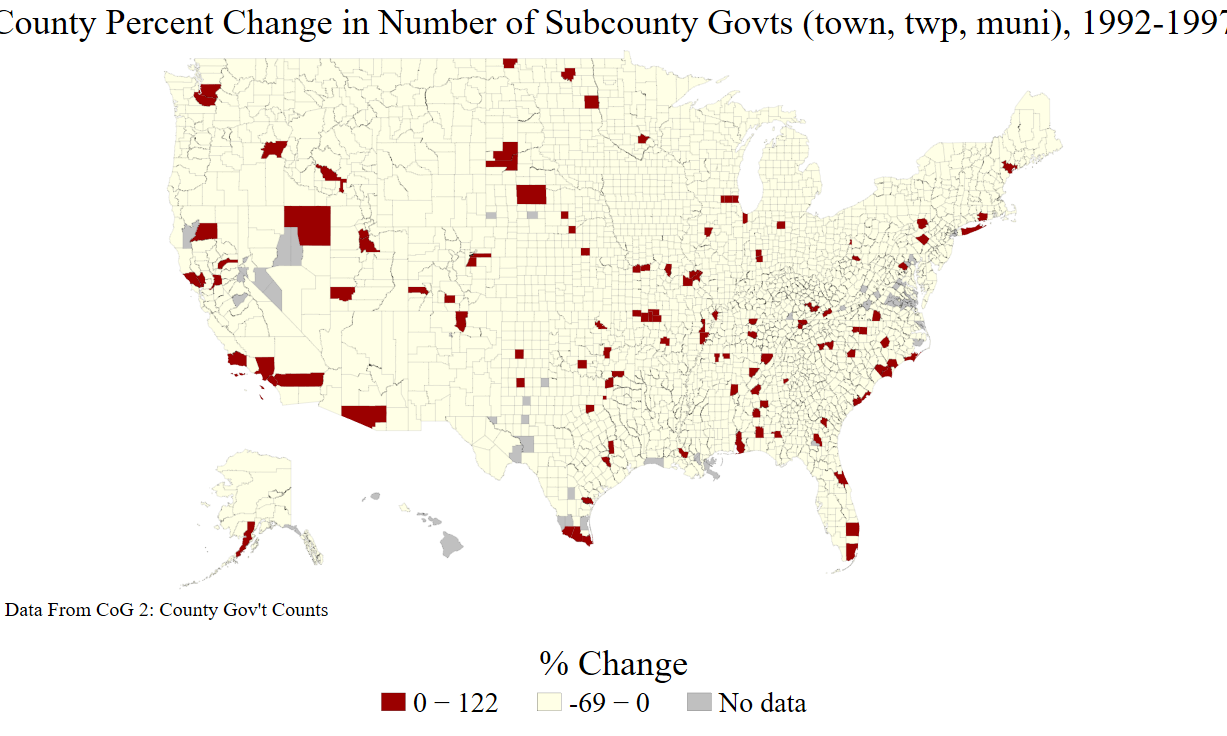 County Percent Change in Number of Subcounty Govts (town, twp, muni), 1992-1997
Data From CoG 2: County Gov't Counts
% Change
0 − 122
-69 − 0
No data